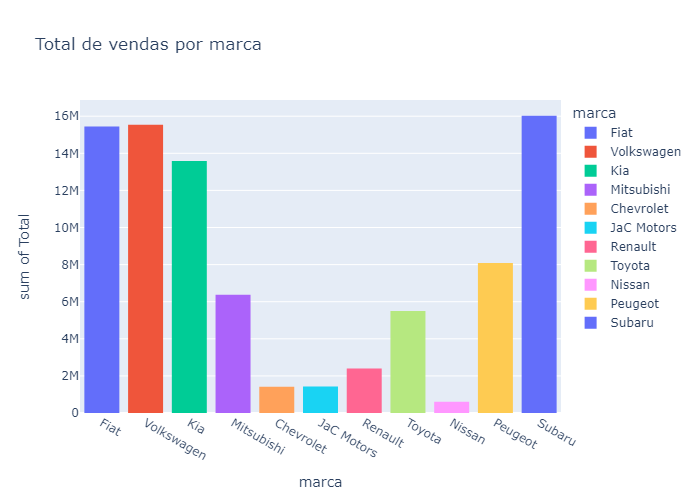 Total de vendas por marca
sum of Total
16M
14M
12M
10M
8M
6M
4M
2M
0
Fiat
Volkswagen
Kia
Mitsubishi
Chevrolet
JaC Motors
Renault
Toyota
Nissan
Peugeot
Subaru
marca
marca
Fiat
Volkswagen
Kia
Mitsubishi
Chevrolet
JaC Motors
Renault
Toyota
Nissan
Peugeot
Subaru